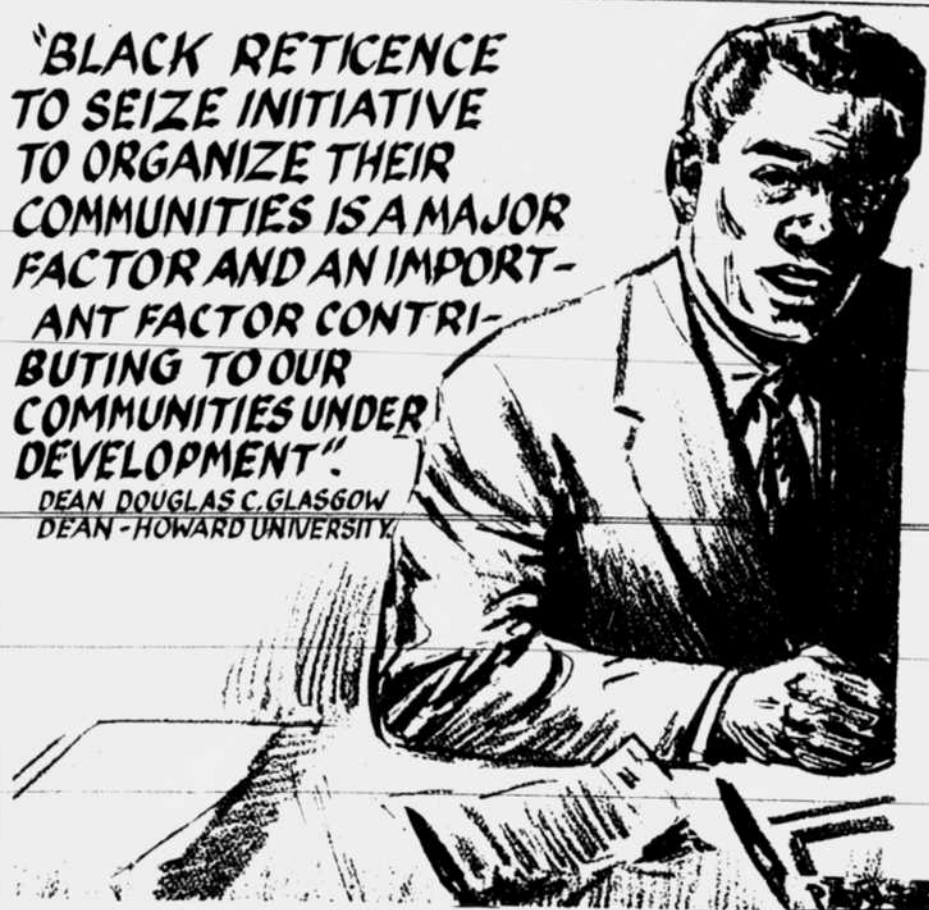 "BLACK RETICENCE
TO SEIZE INITIATIVE
TO ORGANIZE THEIR
COMMUNITIES IS A MAJOR
FACTOR AND AN IMPORT-
ANT FACTOR CONTRI-
BUTING TO OUR
COMMUNITIES UNDER
DEVELOPMENT".
DEAN DOUGLAS C. GLASGOW
DEAN - HOWARD UNIVERSITY.